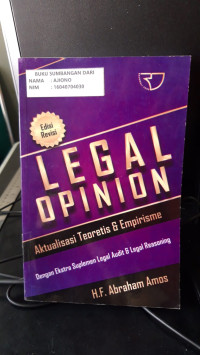 BUKU SUMBANGAN DARI
NAMA : AJIONO
NIM : 16040704030
Edisi
Revisi
LEGAL
OPINION
Aktualisasi Teoretis & Empirisme
Dengan Ekstra Suplemen Legal Audit & Legal Reasoning
H.F. Abraham Amos